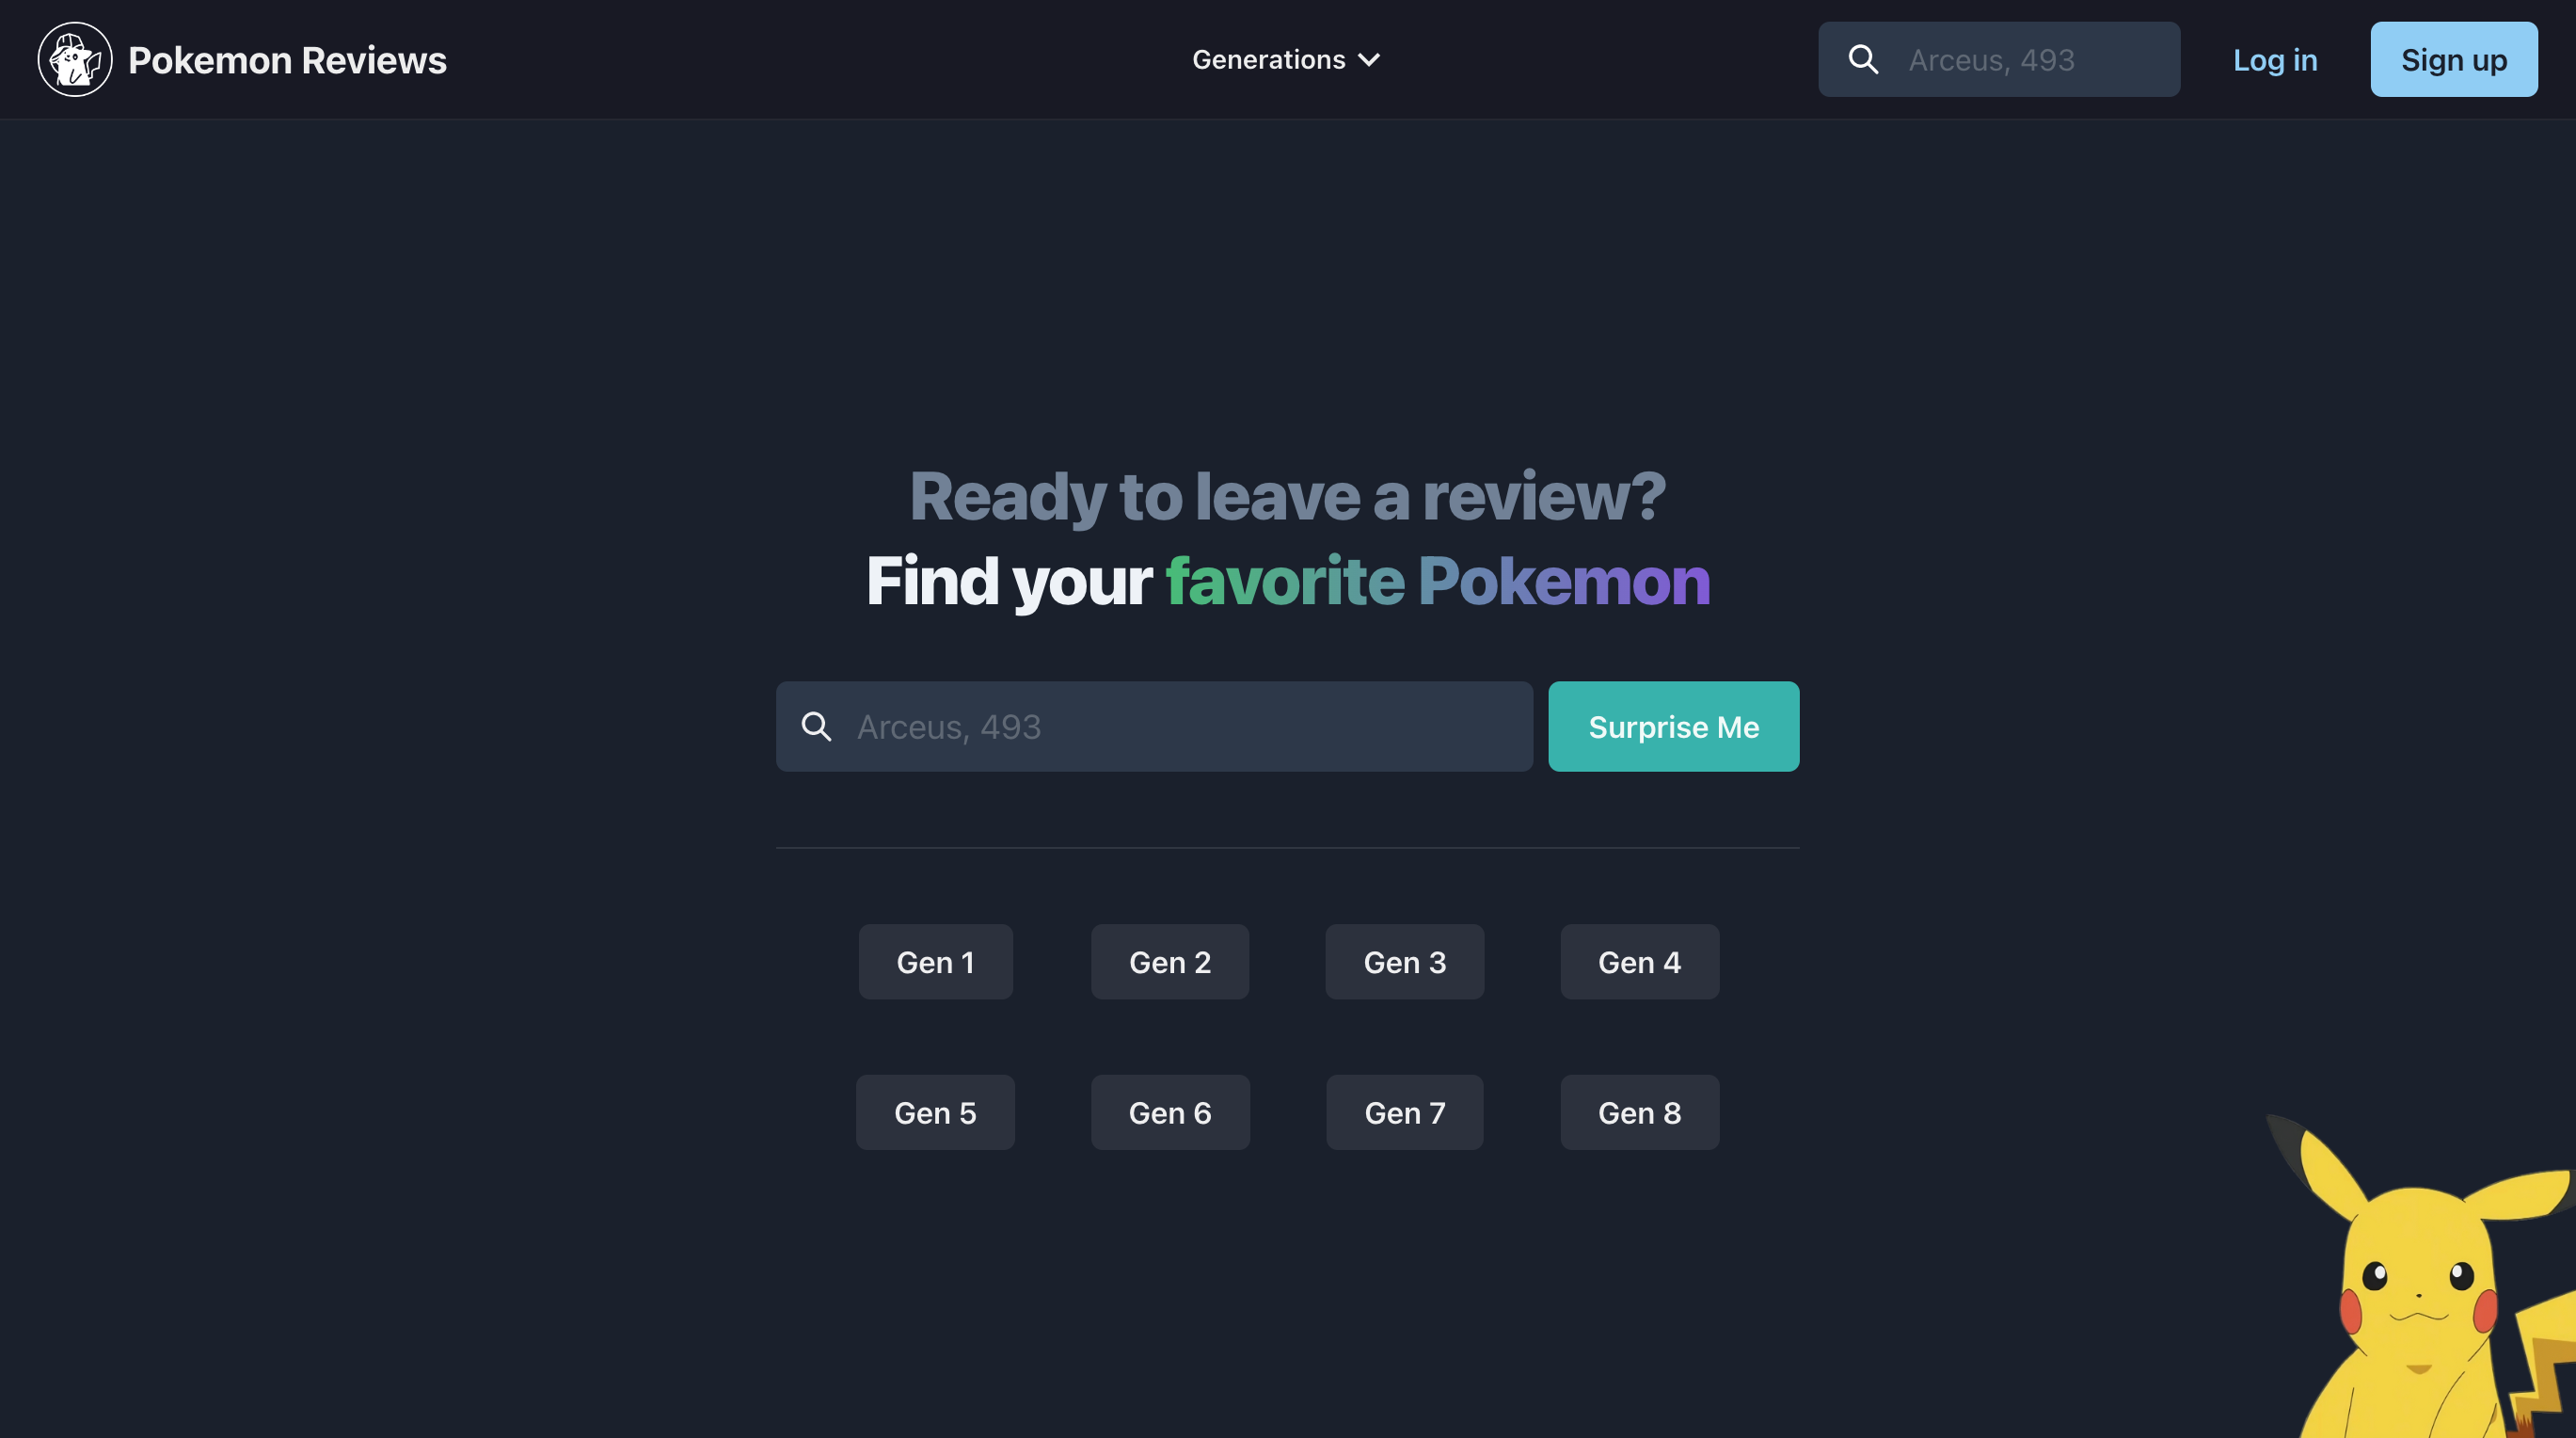 Pokemon Reviews
Generations
Arceus, 493
Log in
Sign up
Ready to leave a review?
Find your favorite Pokemon
Arceus, 493
Surprise Me
Gen 1
Gen 2
Gen 3
Gen 4
Gen 5
Gen 6
Gen 7
Gen 8